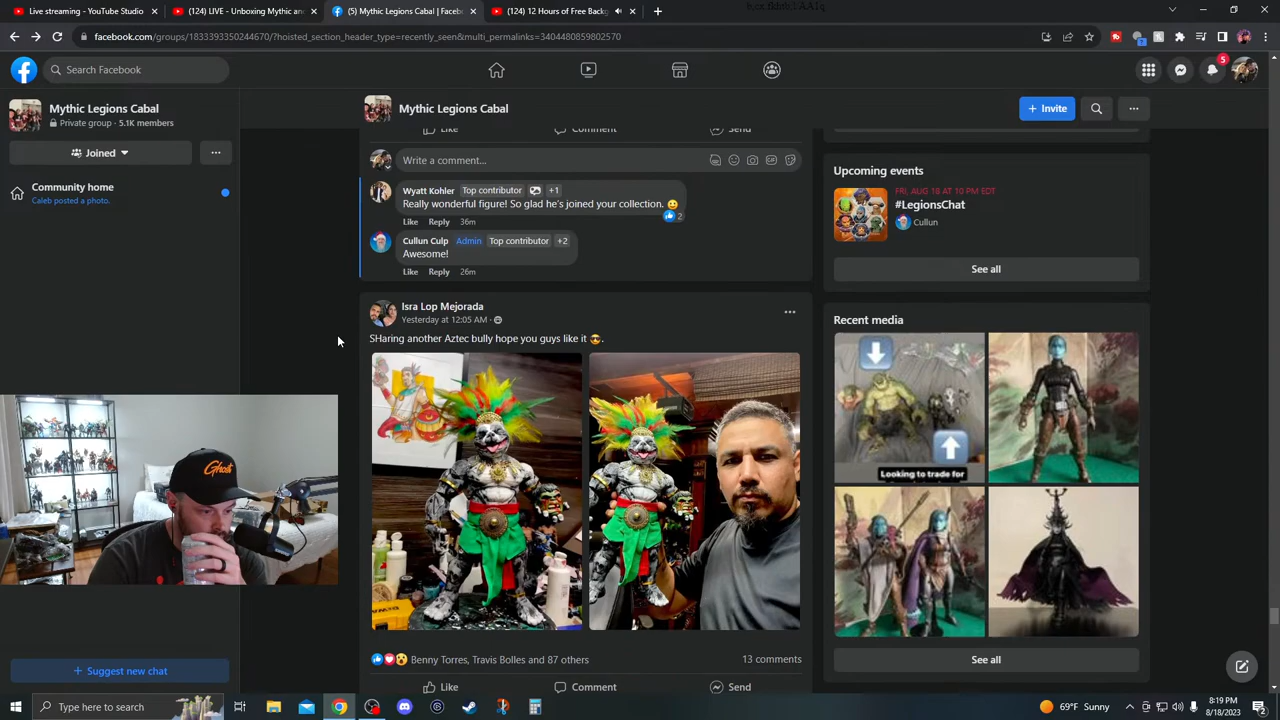 Live streaming - YouTube Studio
(124) LIVE - Unboxing Mythic an
(5) Mythic Legions Cabal | Faceb
(124) 12 Hours of Free Backg
facebook.com/groups/1833393350244670/?hoisted_section_header_type=recently_seen&multi_permalinks=3404480859802570
Search Facebook
5
Mythic Legions Cabal
Private group · 5.1K members
Joined
Community home
Caleb posted a photo.
Suggest new chat
Mythic Legions Cabal
+ Invite
Like
Comment
Send
Write a comment...
Wyatt Kohler Top contributor +1
Really wonderful figure! So glad he's joined your collection.
2
Like Reply 36m
Cullun Culp Admin Top contributor +2
Awesome!
Like Reply 26m
Isra Lop Mejorada
Yesterday at 12:05 AM ·
SHaring another Aztec bully hope you guys like it 😎.
Benny Torres, Travis Bolles and 87 others
13 comments
Like
Comment
Send
Upcoming events
FRI, AUG 18 AT 10 PM EDT
#LegionsChat
Cullun
See all
Recent media
Looking to trade for
See all
Ghost
Type here to search
69°F Sunny
8:19 PM
8/18/2023
2